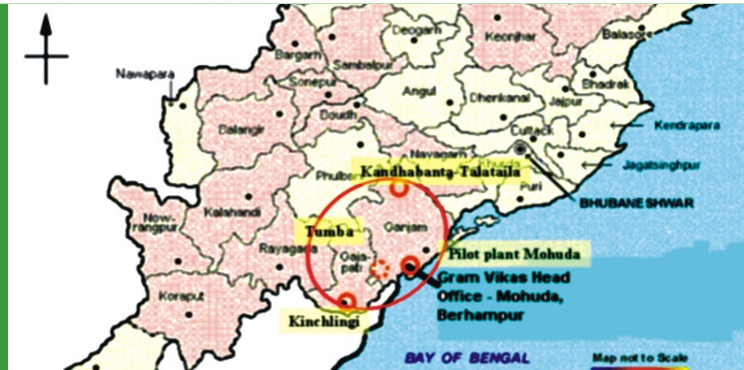 Deogarh
Keonjhar
Balasore
Bargarh
Sambalpur
Nawapara
Sonepur
Angul
Dhenkanal
Bhadrak
Jajpur
Boudh
Balangir
Cuttack
Kendrapara
Nayagarh
Khurda
Jagatsinghpur
Phulbani
Kandhabanta-Talataila
Puri
BHUBANESHWAR
Kalahandi
Now-
rangpur
Tumba
Ganjam
Rayagada
Gaja
pati
Pilot plant Mohuda
Gram Vikas Head
Office - Mohuda,
Berhampur
Koraput
Kinchlingi
BAY OF BENGAL
Map not to Scale